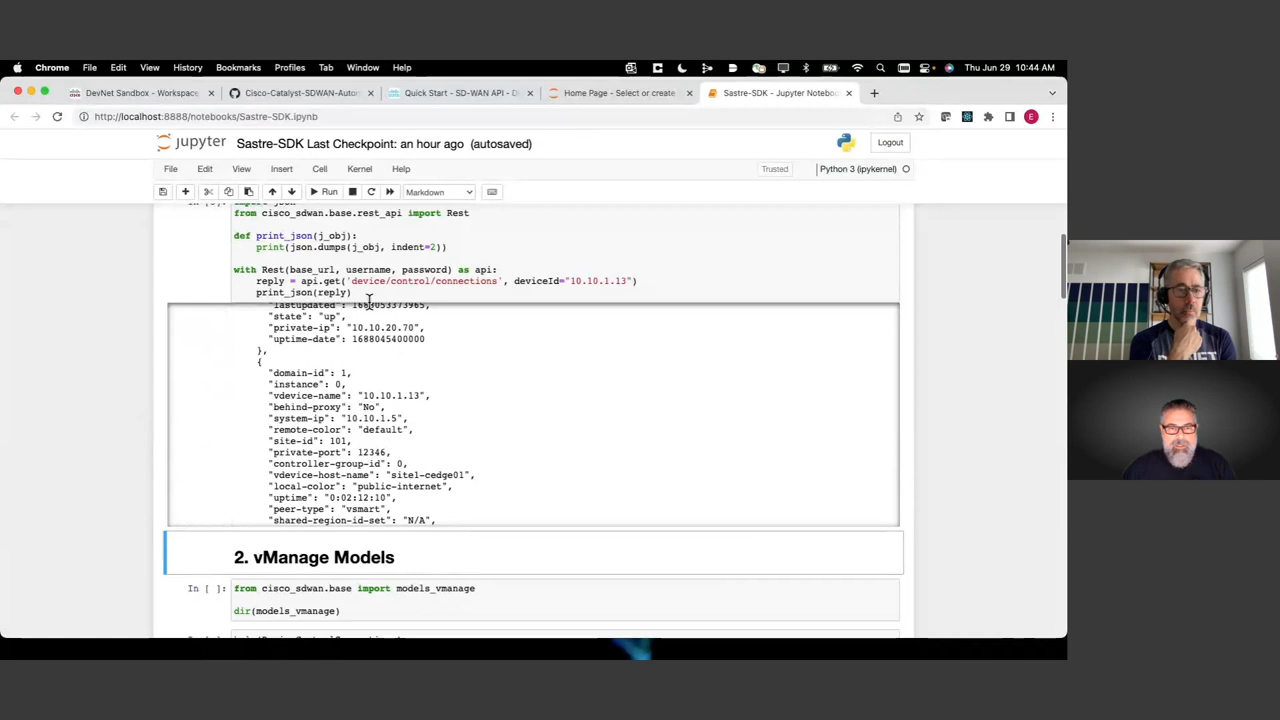 Chrome File Edit View History Bookmarks Profiles Tab Window Help Thu Jun 29 10:44 AM
DevNet Sandbox - Workspace Cisco-Catalyst-SDWAN-Autom Quick Start - SD-WAN API - D Home Page - Select or create Sastre-SDK - Jupyter Notebo
http://localhost:8888/notebooks/Sastre-SDK.ipynb
E
jupyter Sastre-SDK Last Checkpoint: an hour ago (autosaved) Logout
File Edit View Insert Cell Kernel Help Trusted Python 3 (ipykernel)
Run Markdown
import json
from cisco_sdwan.base.rest_api import Rest
def print_json(j_obj):
print(json.dumps(j_obj, indent=2))
with Rest(base_url, username, password) as api:
reply = api.get('device/control/connections', deviceId="10.10.1.13")
print_json(reply)
"lastupdated":
"state": "up",
"private-ip": "10.10.20.70",
"uptime-date": 1688045400000
},
{
"domain-id": 1,
"instance": 0,
"vdevice-name": "10.10.1.13",
"behind-proxy": "No",
"system-ip": "10.10.1.5",
"remote-color": "default",
"site-id": 101,
"private-port": 12346,
"controller-group-id": 0,
"vdevice-host-name": "site1-cedge01",
"local-color": "public-internet",
"uptime": "0:02:12:10",
"peer-type": "vsmart",
"shared-region-id-set": "N/A",
2. vManage Models
In [ ]: from cisco_sdwan.base import models_vmanage
dir(models_vmanage)